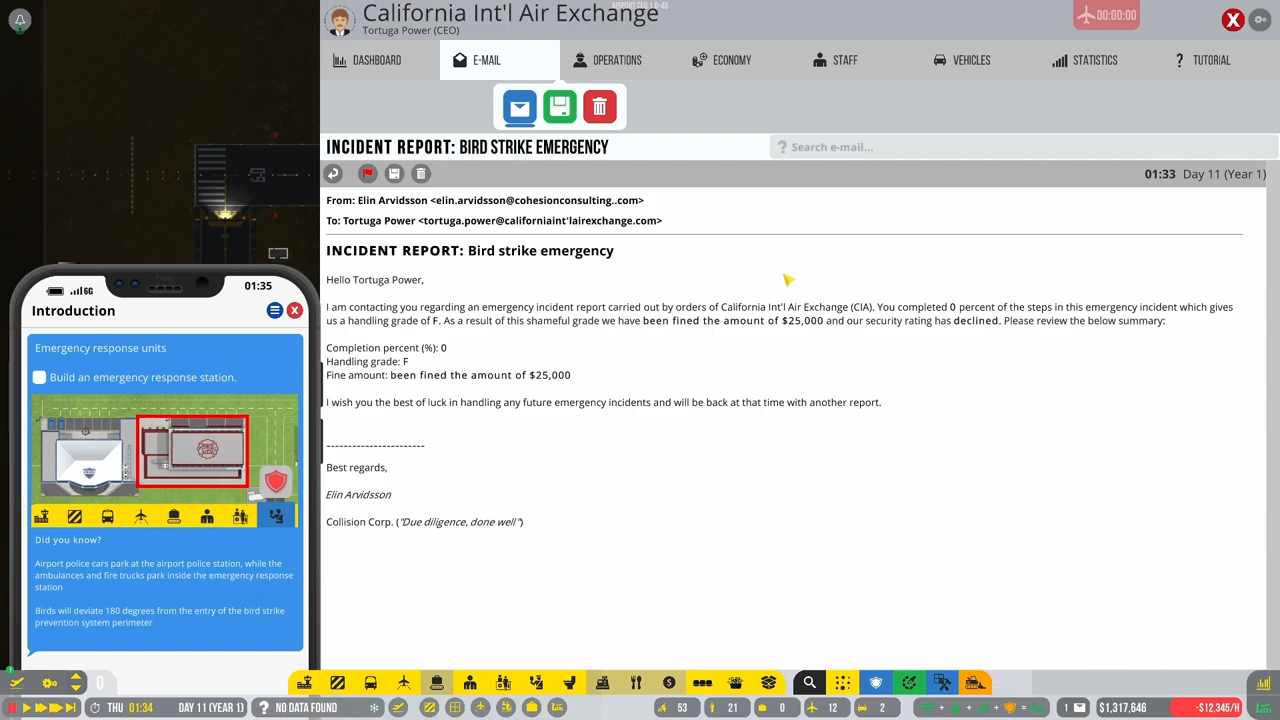 California Int'l Air Exchange
Tortuga Power (CEO)
00:00:00
DASHBOARD
E-MAIL
OPERATIONS
ECONOMY
STAFF
VEHICLES
STATISTICS
? TUTORIAL
INCIDENT REPORT: BIRD STRIKE EMERGENCY
? Search e-mail...
01:33 Day 11 (Year 1)
From: Elin Arvidsson <elin.arvidsson@cohesionconsulting..com>
To: Tortuga Power <tortuga.power@californiaint'lairexchange.com>
INCIDENT REPORT: Bird strike emergency
Hello Tortuga Power,
I am contacting you regarding an emergency incident report carried out by orders of California Int'l Air Exchange (CIA). You completed 0 percent of the steps in this emergency incident which gives
us a handling grade of F. As a result of this shameful grade we have been fined the amount of $25,000 and our security rating has declined. Please review the below summary:
Completion percent (%): 0
Handling grade: F
Fine amount: been fined the amount of $25,000
I wish you the best of luck in handling any future emergency incidents and will be back at that time with another report.
-----------------------
Best regards,
Elin Arvidsson
Collision Corp. ("Due diligence, done well")
6G
01:35
Introduction
Emergency response units
Build an emergency response station.
Did you know?
Airport police cars park at the airport police station, while the
ambulances and fire trucks park inside the emergency response
station
Birds will deviate 180 degrees from the entry of the bird strike
prevention system perimeter
0
THU 01:34 DAY 11 (YEAR 1)
? NO DATA FOUND
53
21
0
12
2
1
$1,317,646
-$12,345/H